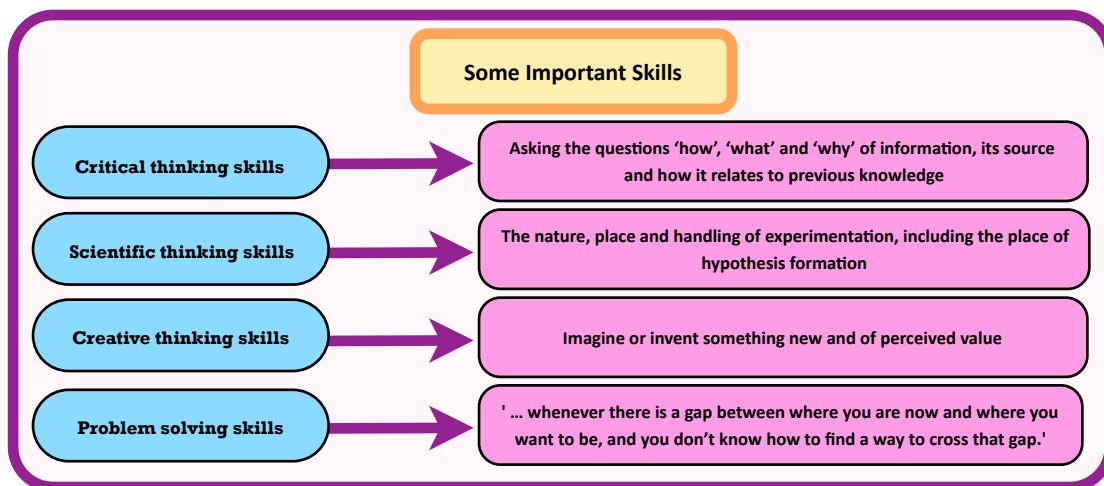 Some Important Skills
Critical thinking skills
Asking the questions ‘how’, ‘what’ and ‘why’ of information, its source
and how it relates to previous knowledge
Scientific thinking skills
The nature, place and handling of experimentation, including the place of
hypothesis formation
Creative thinking skills
Imagine or invent something new and of perceived value
Problem solving skills
' ... whenever there is a gap between where you are now and where you
want to be, and you don’t know how to find a way to cross that gap.'